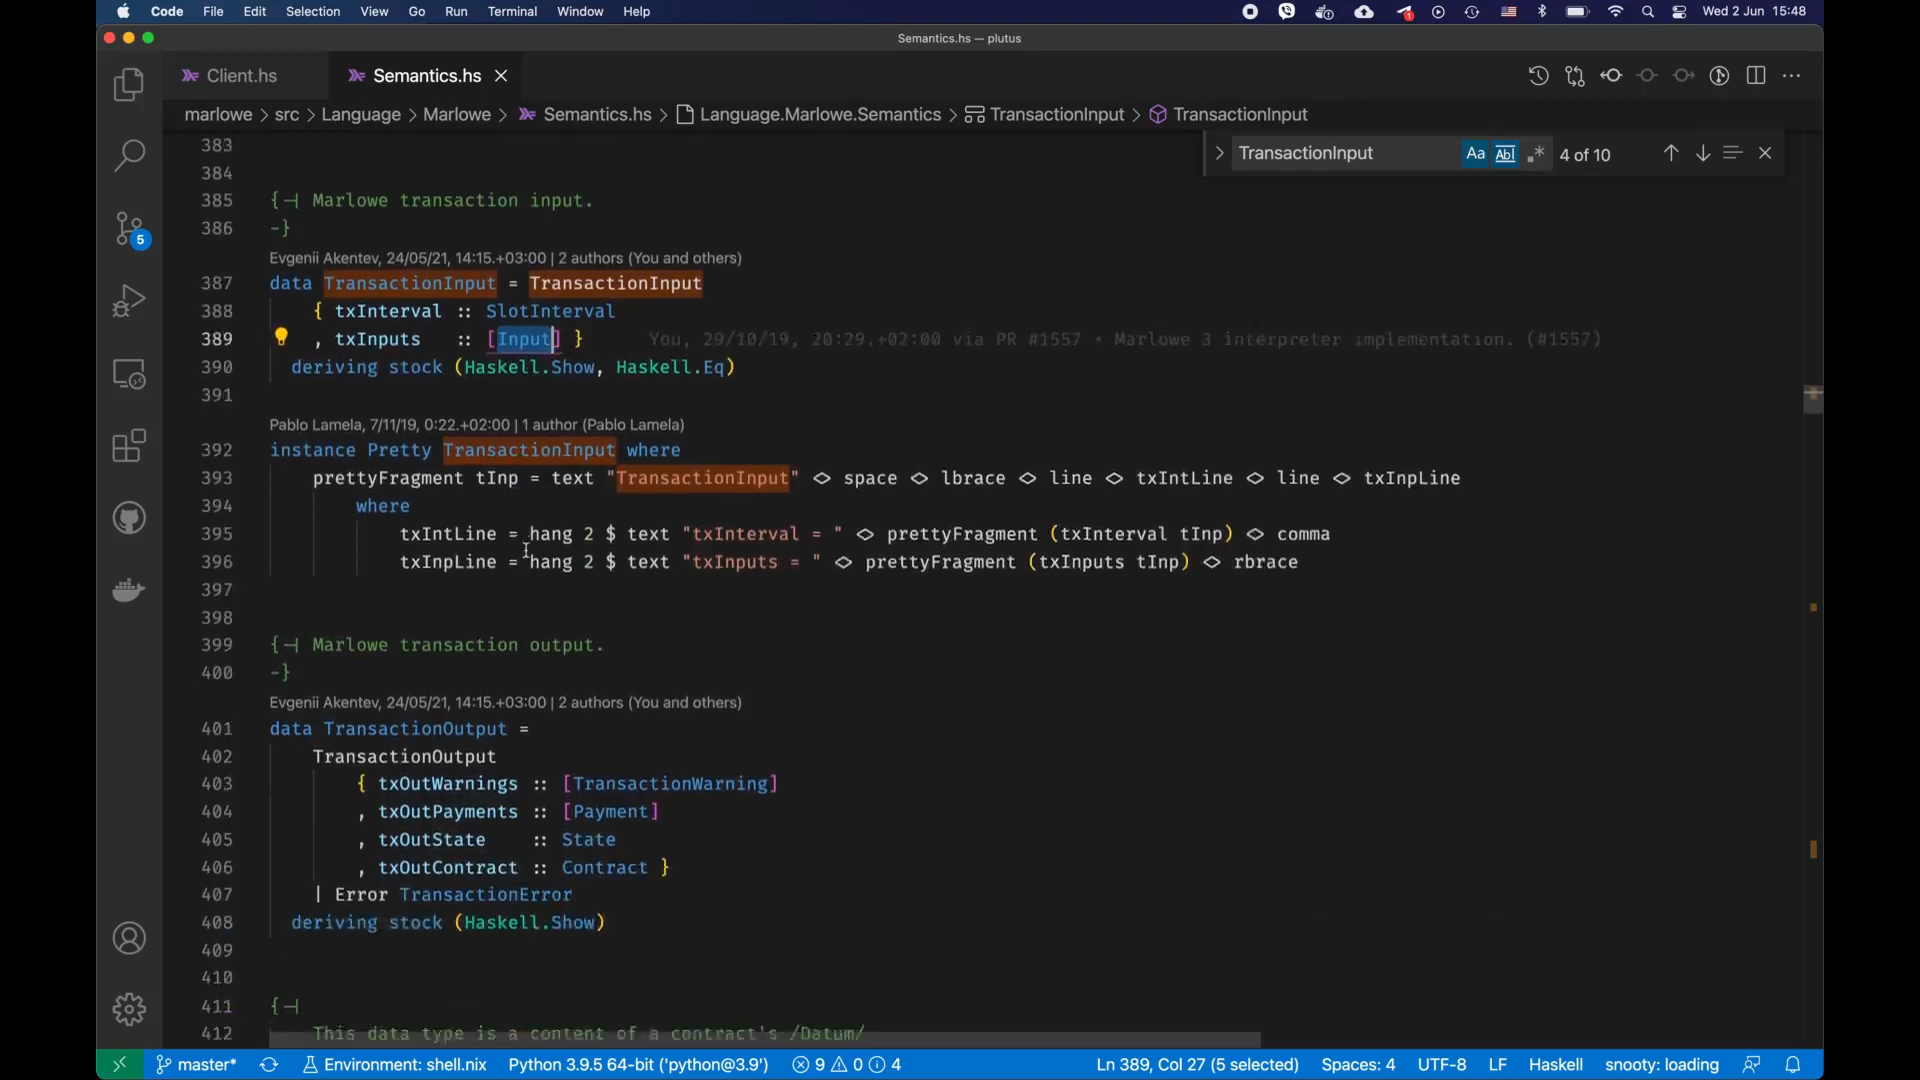 Code File Edit Selection View Go Run Terminal Window Help 1 Wed 2 Jun 15:48
Semantics.hs — plutus
Client.hs Semantics.hs
marlowe > src > Language > Marlowe > Semantics.hs > Language.Marlowe.Semantics > TransactionInput > TransactionInput
TransactionInput Aa Abl .* 4 of 10
383
384
385 {-| Marlowe transaction input.
386 -}
Evgenii Akentev, 24/05/21, 14:15.+03:00 | 2 authors (You and others)
387 data TransactionInput = TransactionInput
388 { txInterval :: SlotInterval
389 , txInputs :: [Input] } You, 29/10/19, 20:29.+02:00 via PR #1557 • Marlowe 3 interpreter implementation. (#1557)
390 deriving stock (Haskell.Show, Haskell.Eq)
391
Pablo Lamela, 7/11/19, 0:22.+02:00 | 1 author (Pablo Lamela)
392 instance Pretty TransactionInput where
393 prettyFragment tInp = text "TransactionInput" <> space <> lbrace <> line <> txIntLine <> line <> txInpLine
394 where
395 txIntLine = hang 2 $ text "txInterval = " <> prettyFragment (txInterval tInp) <> comma
396 txInpLine = hang 2 $ text "txInputs = " <> prettyFragment (txInputs tInp) <> rbrace
397
398
399 {-| Marlowe transaction output.
400 -}
Evgenii Akentev, 24/05/21, 14:15.+03:00 | 2 authors (You and others)
401 data TransactionOutput =
402 TransactionOutput
403 { txOutWarnings :: [TransactionWarning]
404 , txOutPayments :: [Payment]
405 , txOutState :: State
406 , txOutContract :: Contract }
407 | Error TransactionError
408 deriving stock (Haskell.Show)
409
410
411 {-|
412 This data type is a content of a contract's /Datum/
5
master* Environment: shell.nix Python 3.9.5 64-bit ('python@3.9') 9 0 4 Ln 389, Col 27 (5 selected) Spaces: 4 UTF-8 LF Haskell snooty: loading